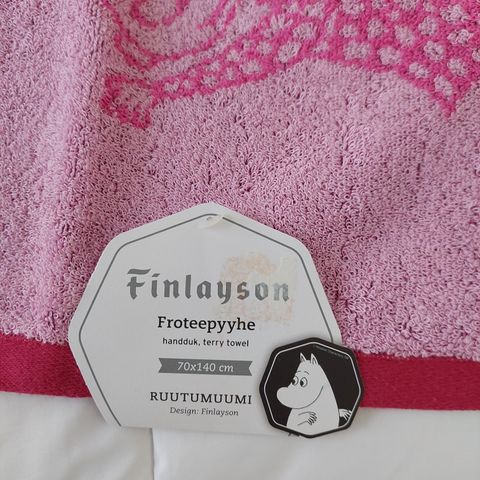 Finlayson
Froteepyyhe
handduk, terry towel
70x140 cm
RUUTUMUUMI
Design: Finlayson